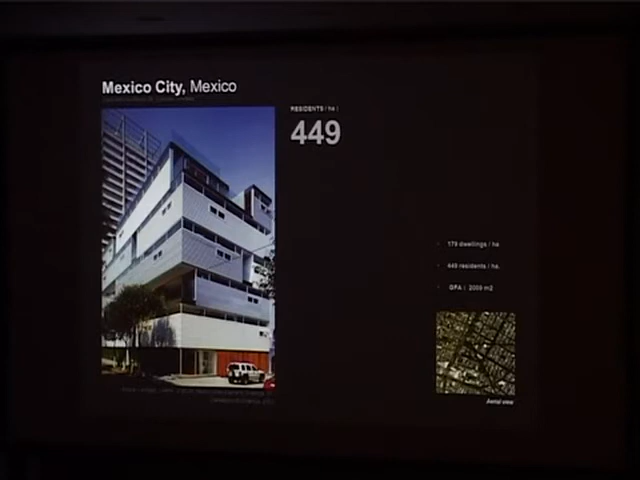 Mexico City, Mexico
RESIDENTS / ha :
449
179 dwellings / ha
449 residents / ha.
GFA : 2009 m2
Aerial view